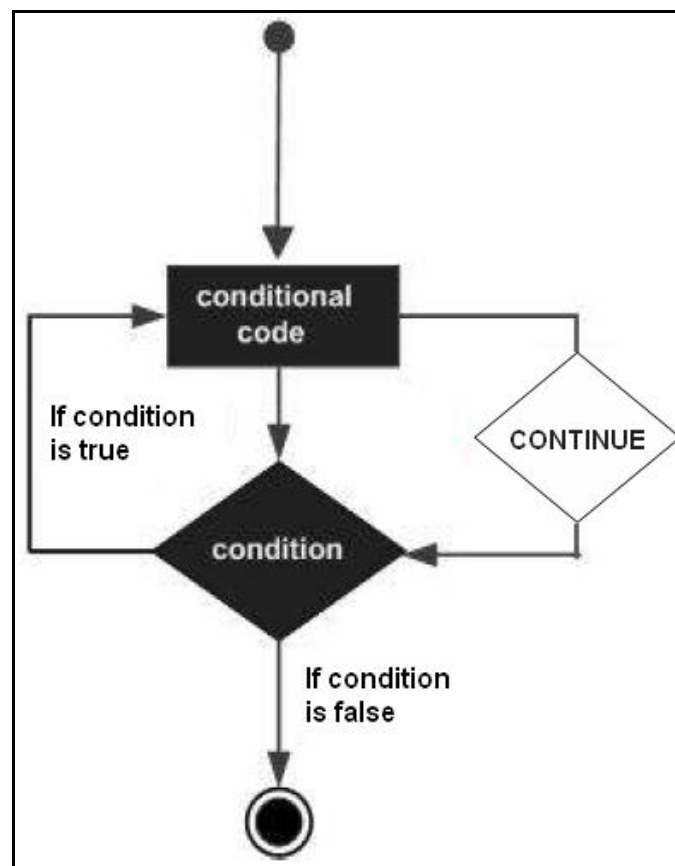 conditional
code
If condition
is true
CONTINUE
condition
If condition
is false